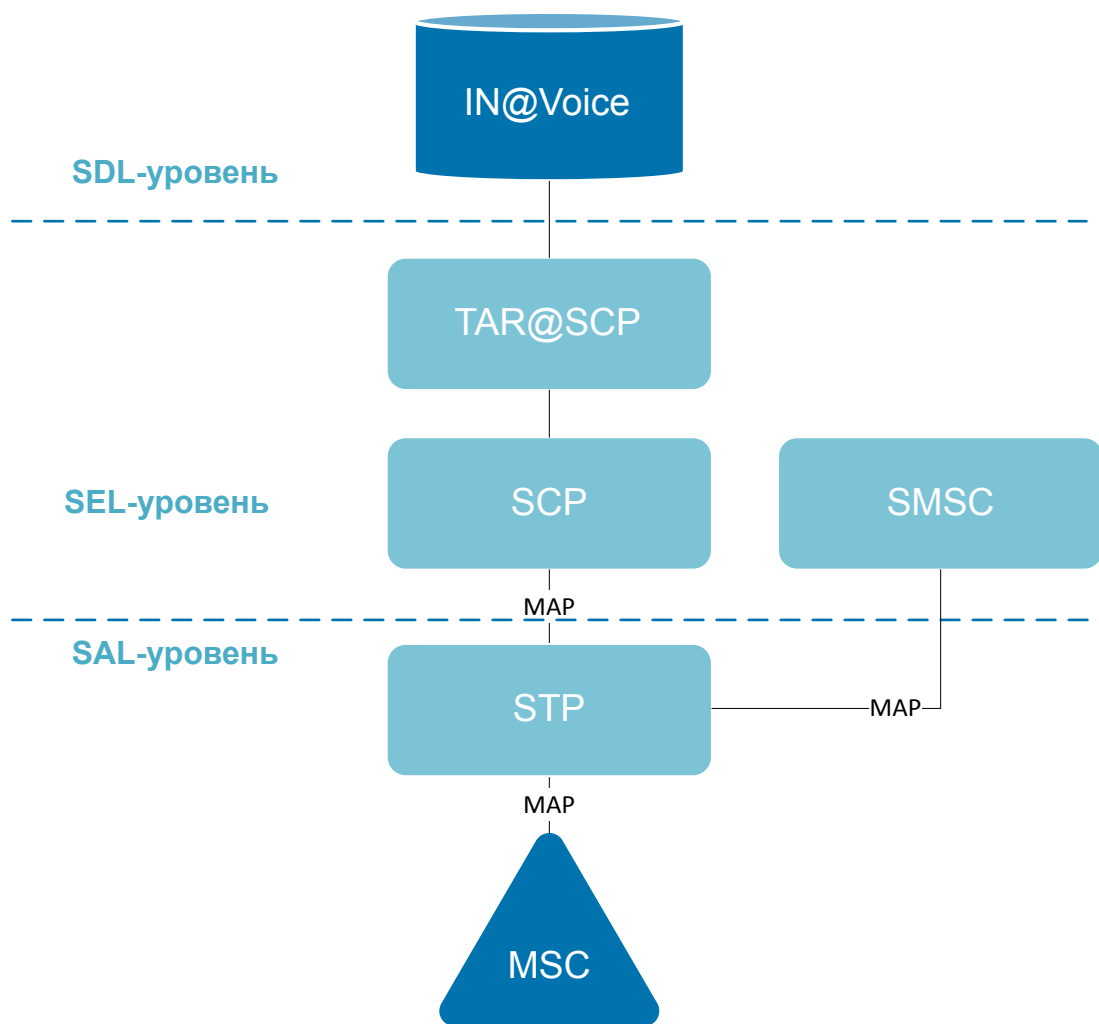 IN@Voice
SDL-уровень
TAR@SCP
SEL-уровень
SCP
SMSC
MAP
SAL-уровень
STP
MAP
MAP
MSC